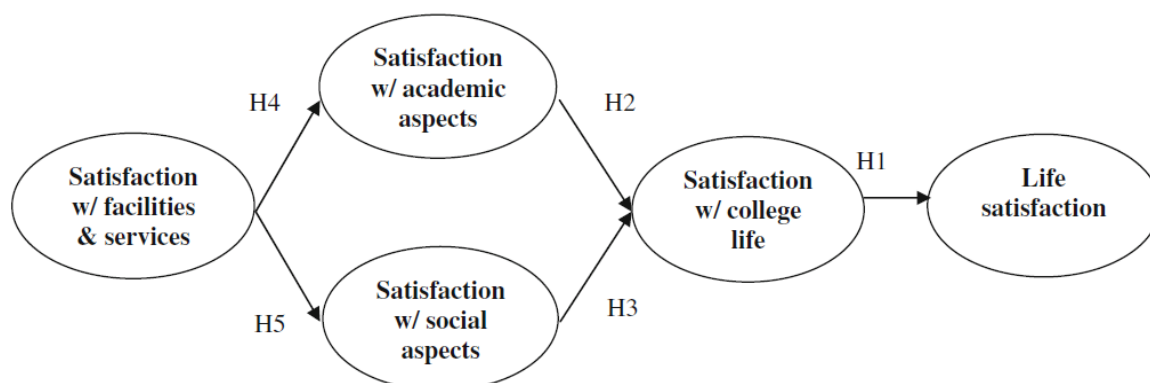 Satisfaction
w/ academic
aspects
H4
H2
Satisfaction
w/ facilities
& services
Satisfaction
w/ college
life
H1
Life
satisfaction
Satisfaction
w/ social
aspects
H5
H3